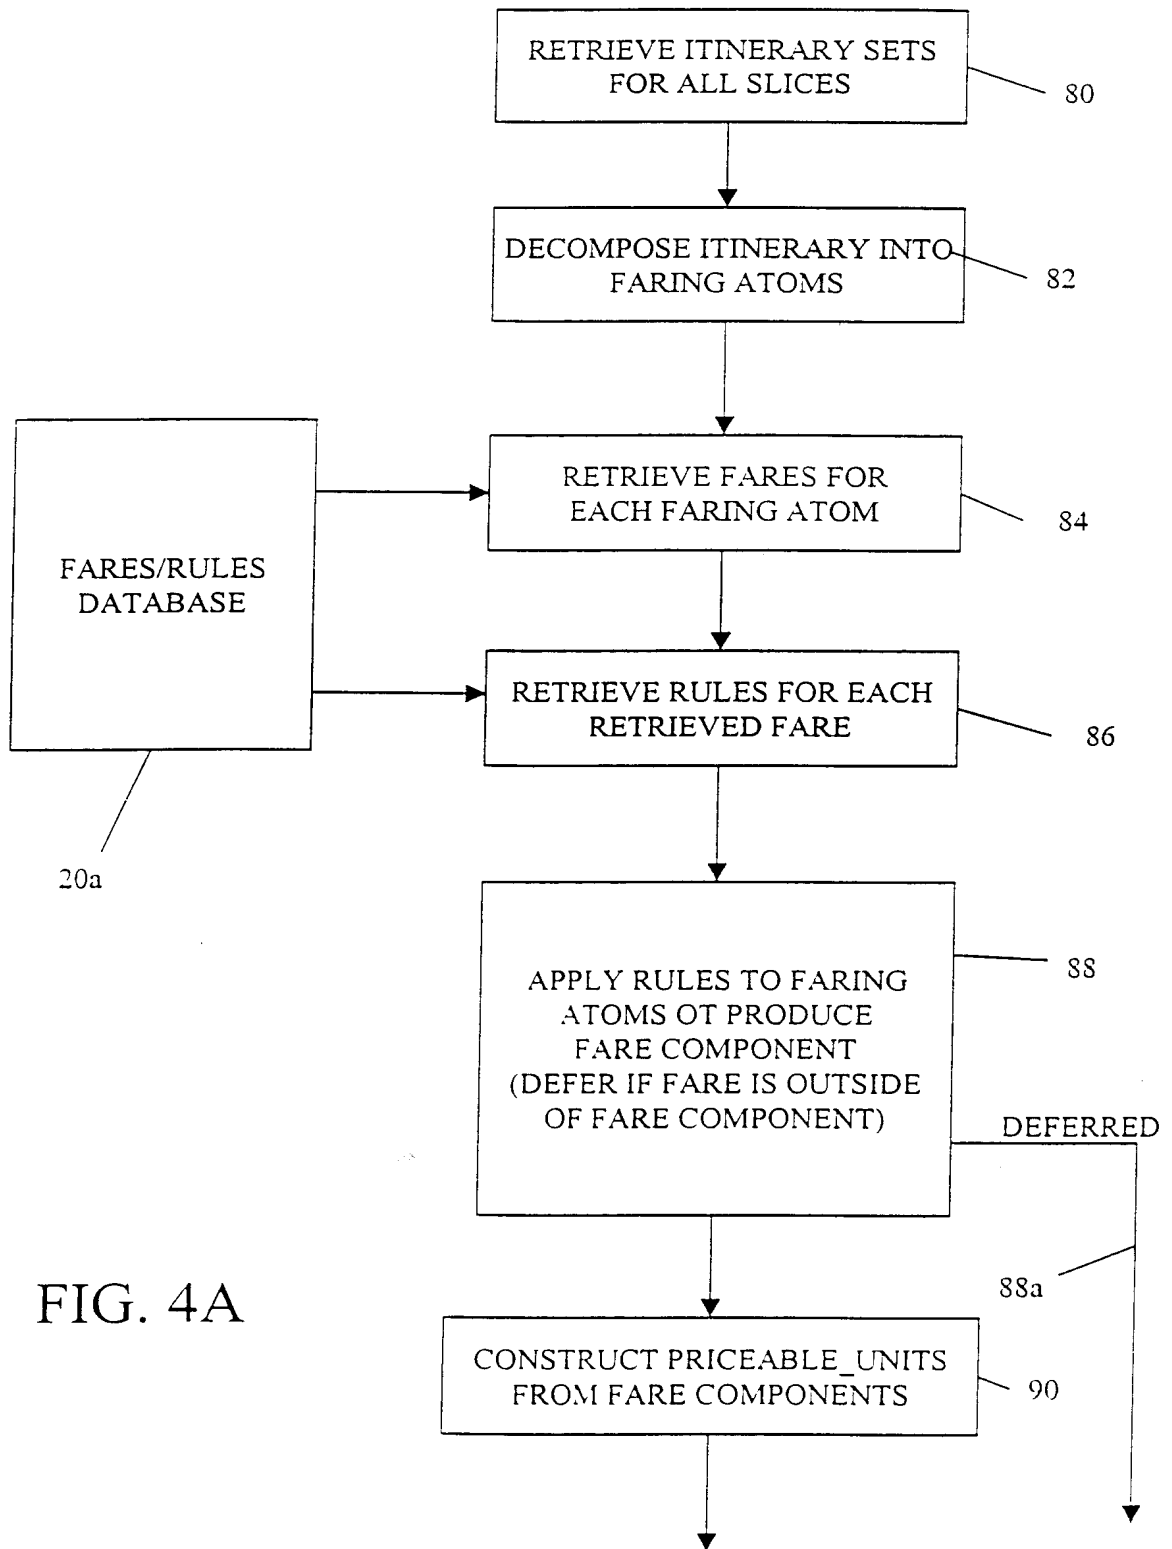 RETRIEVE ITINERARY SETS
FOR ALL SLICES
80
DECOMPOSE ITINERARY INTO
FARING ATOMS
82
FARES/RULES
DATABASE
20a
RETRIEVE FARES FOR
EACH FARING ATOM
84
RETRIEVE RULES FOR EACH
RETRIEVED FARE
86
APPLY RULES TO FARING
ATOMS OT PRODUCE
FARE COMPONENT
(DEFER IF FARE IS OUTSIDE
OF FARE COMPONENT)
88
DEFERRED
88a
FIG. 4A
CONSTRUCT PRICEABLE_UNITS
FROM FARE COMPONENTS
90